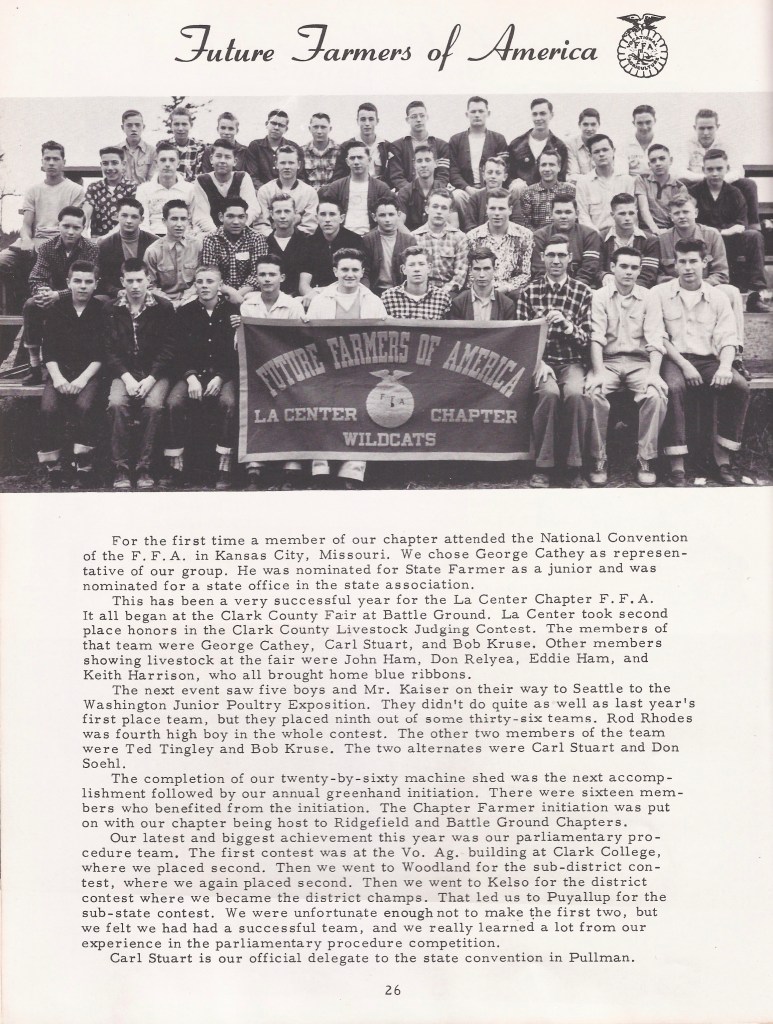 Future Farmers of America
FFA
FUTURE FARMERS OF AMERICA
F F A
LA CENTER CHAPTER
WILDCATS
For the first time a member of our chapter attended the National Convention
of the F. F. A. in Kansas City, Missouri. We chose George Cathey as represen-
tative of our group. He was nominated for State Farmer as a junior and was
nominated for a state office in the state association.
This has been a very successful year for the La Center Chapter F. F. A.
It all began at the Clark County Fair at Battle Ground. La Center took second
place honors in the Clark County Livestock Judging Contest. The members of
that team were George Cathey, Carl Stuart, and Bob Kruse. Other members
showing livestock at the fair were John Ham, Don Relyea, Eddie Ham, and
Keith Harrison, who all brought home blue ribbons.
The next event saw five boys and Mr. Kaiser on their way to Seattle to the
Washington Junior Poultry Exposition. They didn't do quite as well as last year's
first place team, but they placed ninth out of some thirty-six teams. Rod Rhodes
was fourth high boy in the whole contest. The other two members of the team
were Ted Tingley and Bob Kruse. The two alternates were Carl Stuart and Don
Soehl.
The completion of our twenty-by-sixty machine shed was the next accomp-
lishment followed by our annual greenhand initiation. There were sixteen mem-
bers who benefited from the initiation. The Chapter Farmer initiation was put
on with our chapter being host to Ridgefield and Battle Ground Chapters.
Our latest and biggest achievement this year was our parliamentary pro-
cedure team. The first contest was at the Vo. Ag. building at Clark College,
where we placed second. Then we went to Woodland for the sub-district con-
test, where we again placed second. Then we went to Kelso for the district
contest where we became the district champs. That led us to Puyallup for the
sub-state contest. We were unfortunate enough not to make the first two, but
we felt we had had a successful team, and we really learned a lot from our
experience in the parliamentary procedure competition.
Carl Stuart is our official delegate to the state convention in Pullman.
26